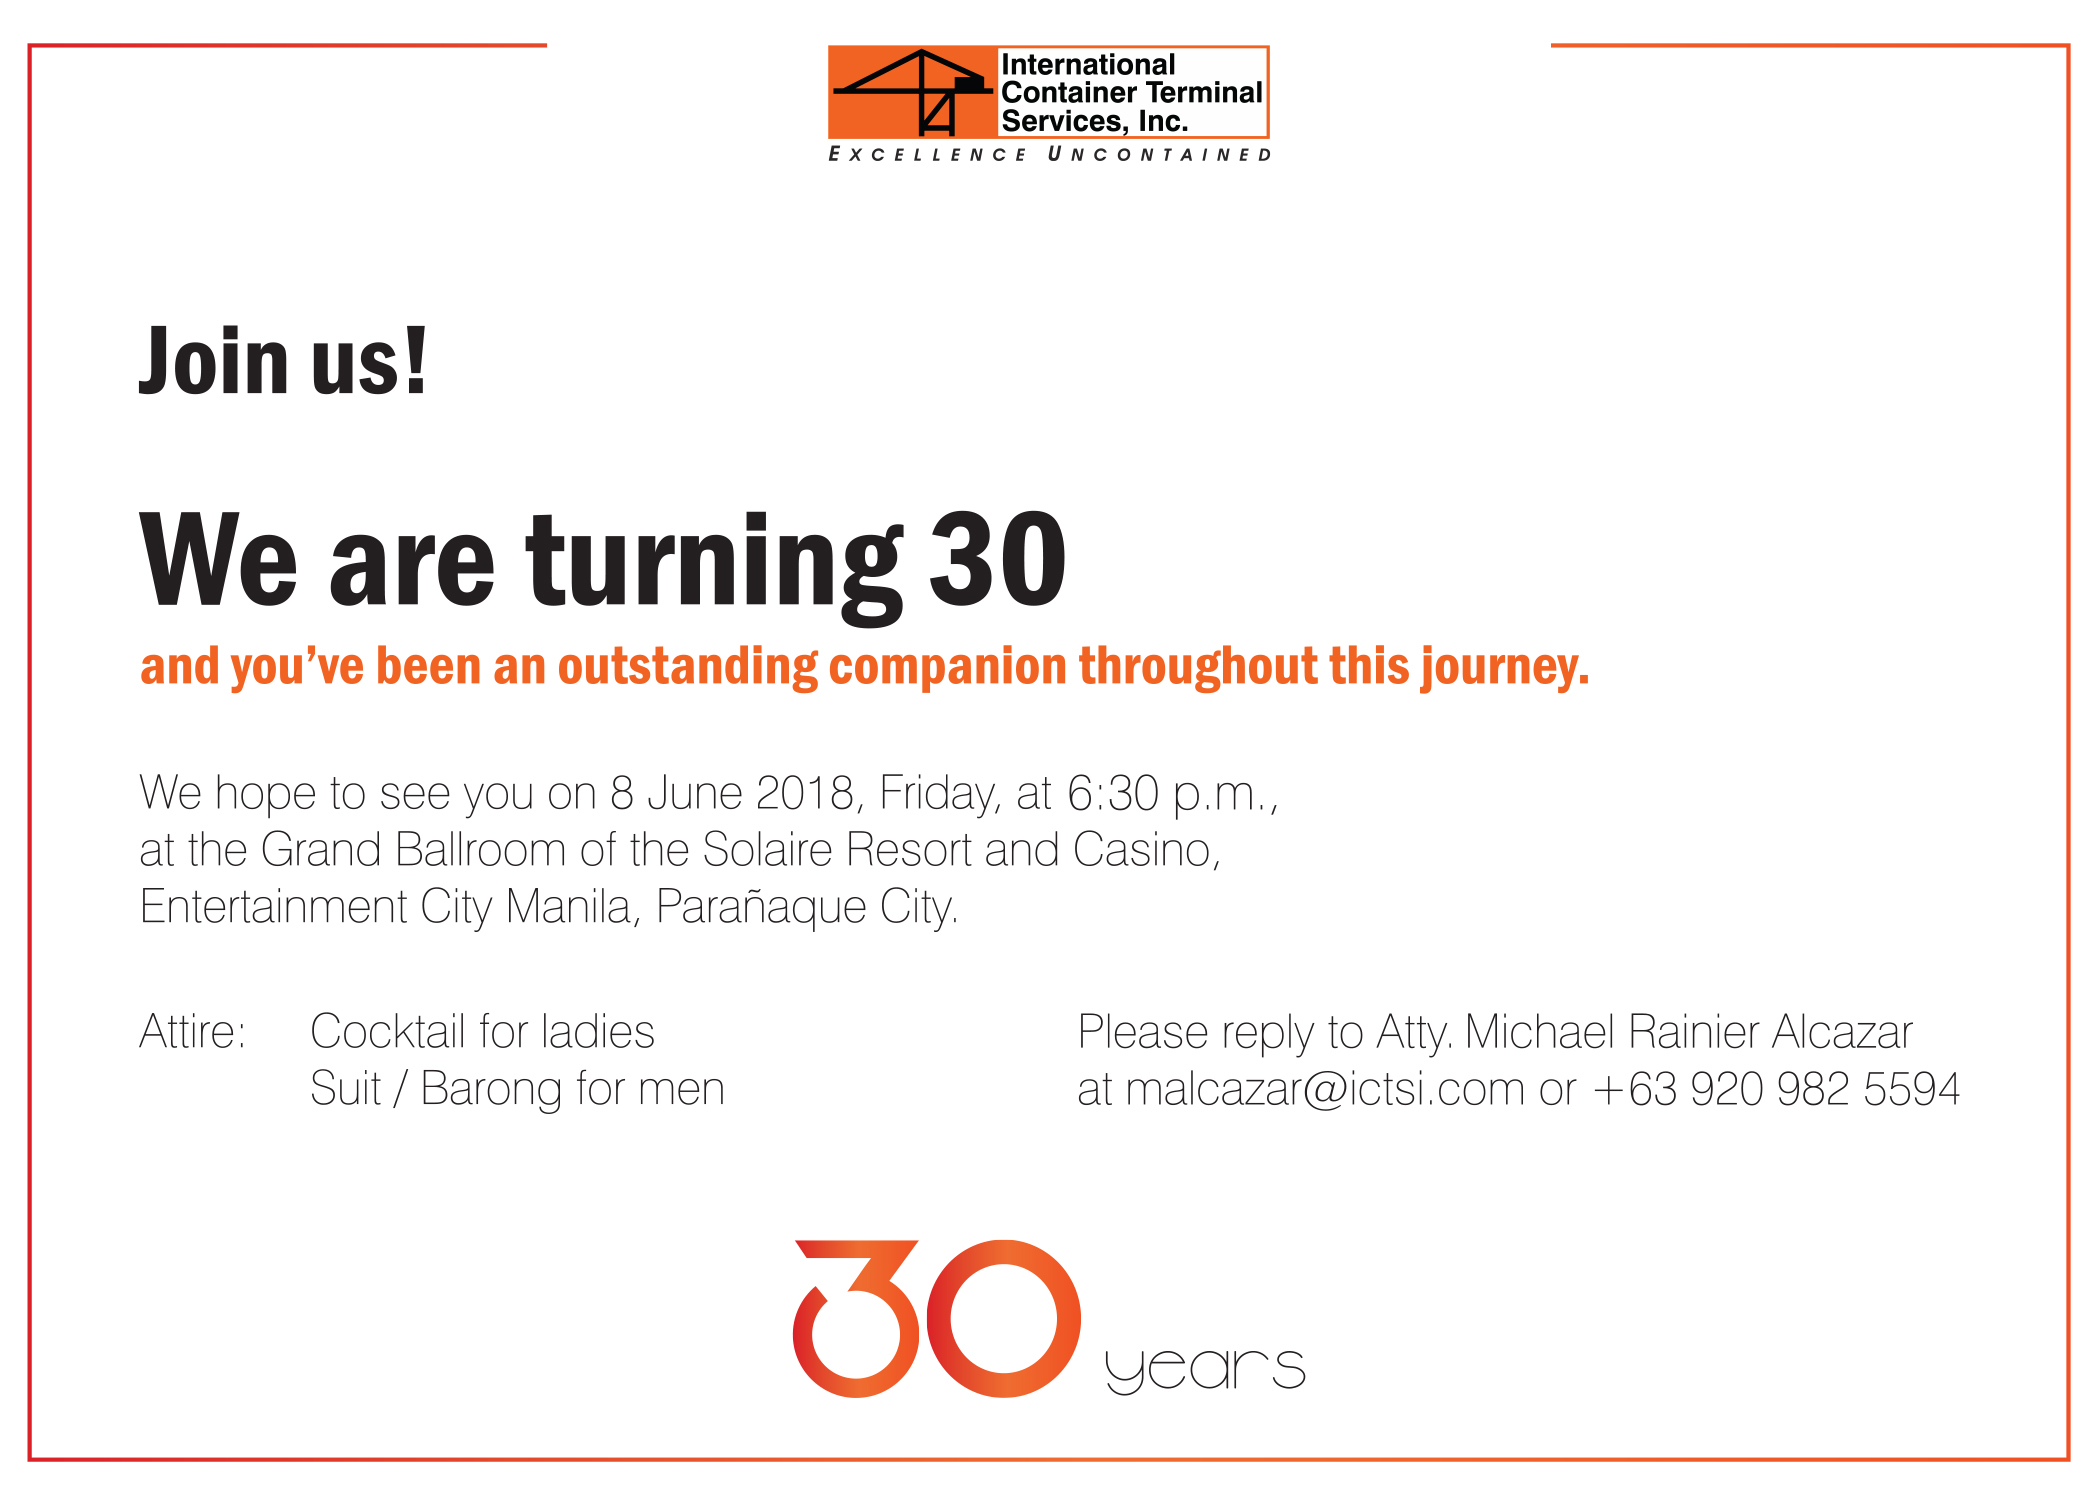 International
Container Terminal
Services, Inc.
EXCELLENCE UNCONTAINED
Join us!
We are turning 30
and you’ve been an outstanding companion throughout this journey.
We hope to see you on 8 June 2018, Friday, at 6:30 p.m.,
at the Grand Ballroom of the Solaire Resort and Casino,
Entertainment City Manila, Parañaque City.
Attire: Cocktail for ladies
Suit / Barong for men
Please reply to Atty. Michael Rainier Alcazar
at malcazar@ictsi.com or +63 920 982 5594
30 years